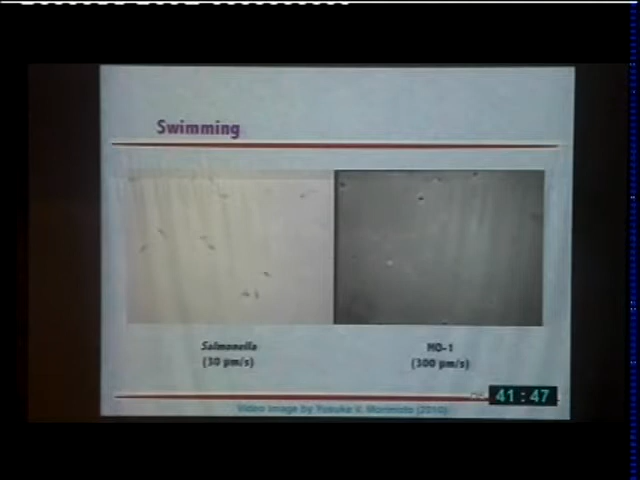 Swimming
Salmonella
(30 µm/s)
MO-1
(300 µm/s)
41:47
Video image by Yusuke V. Morimoto (2010)